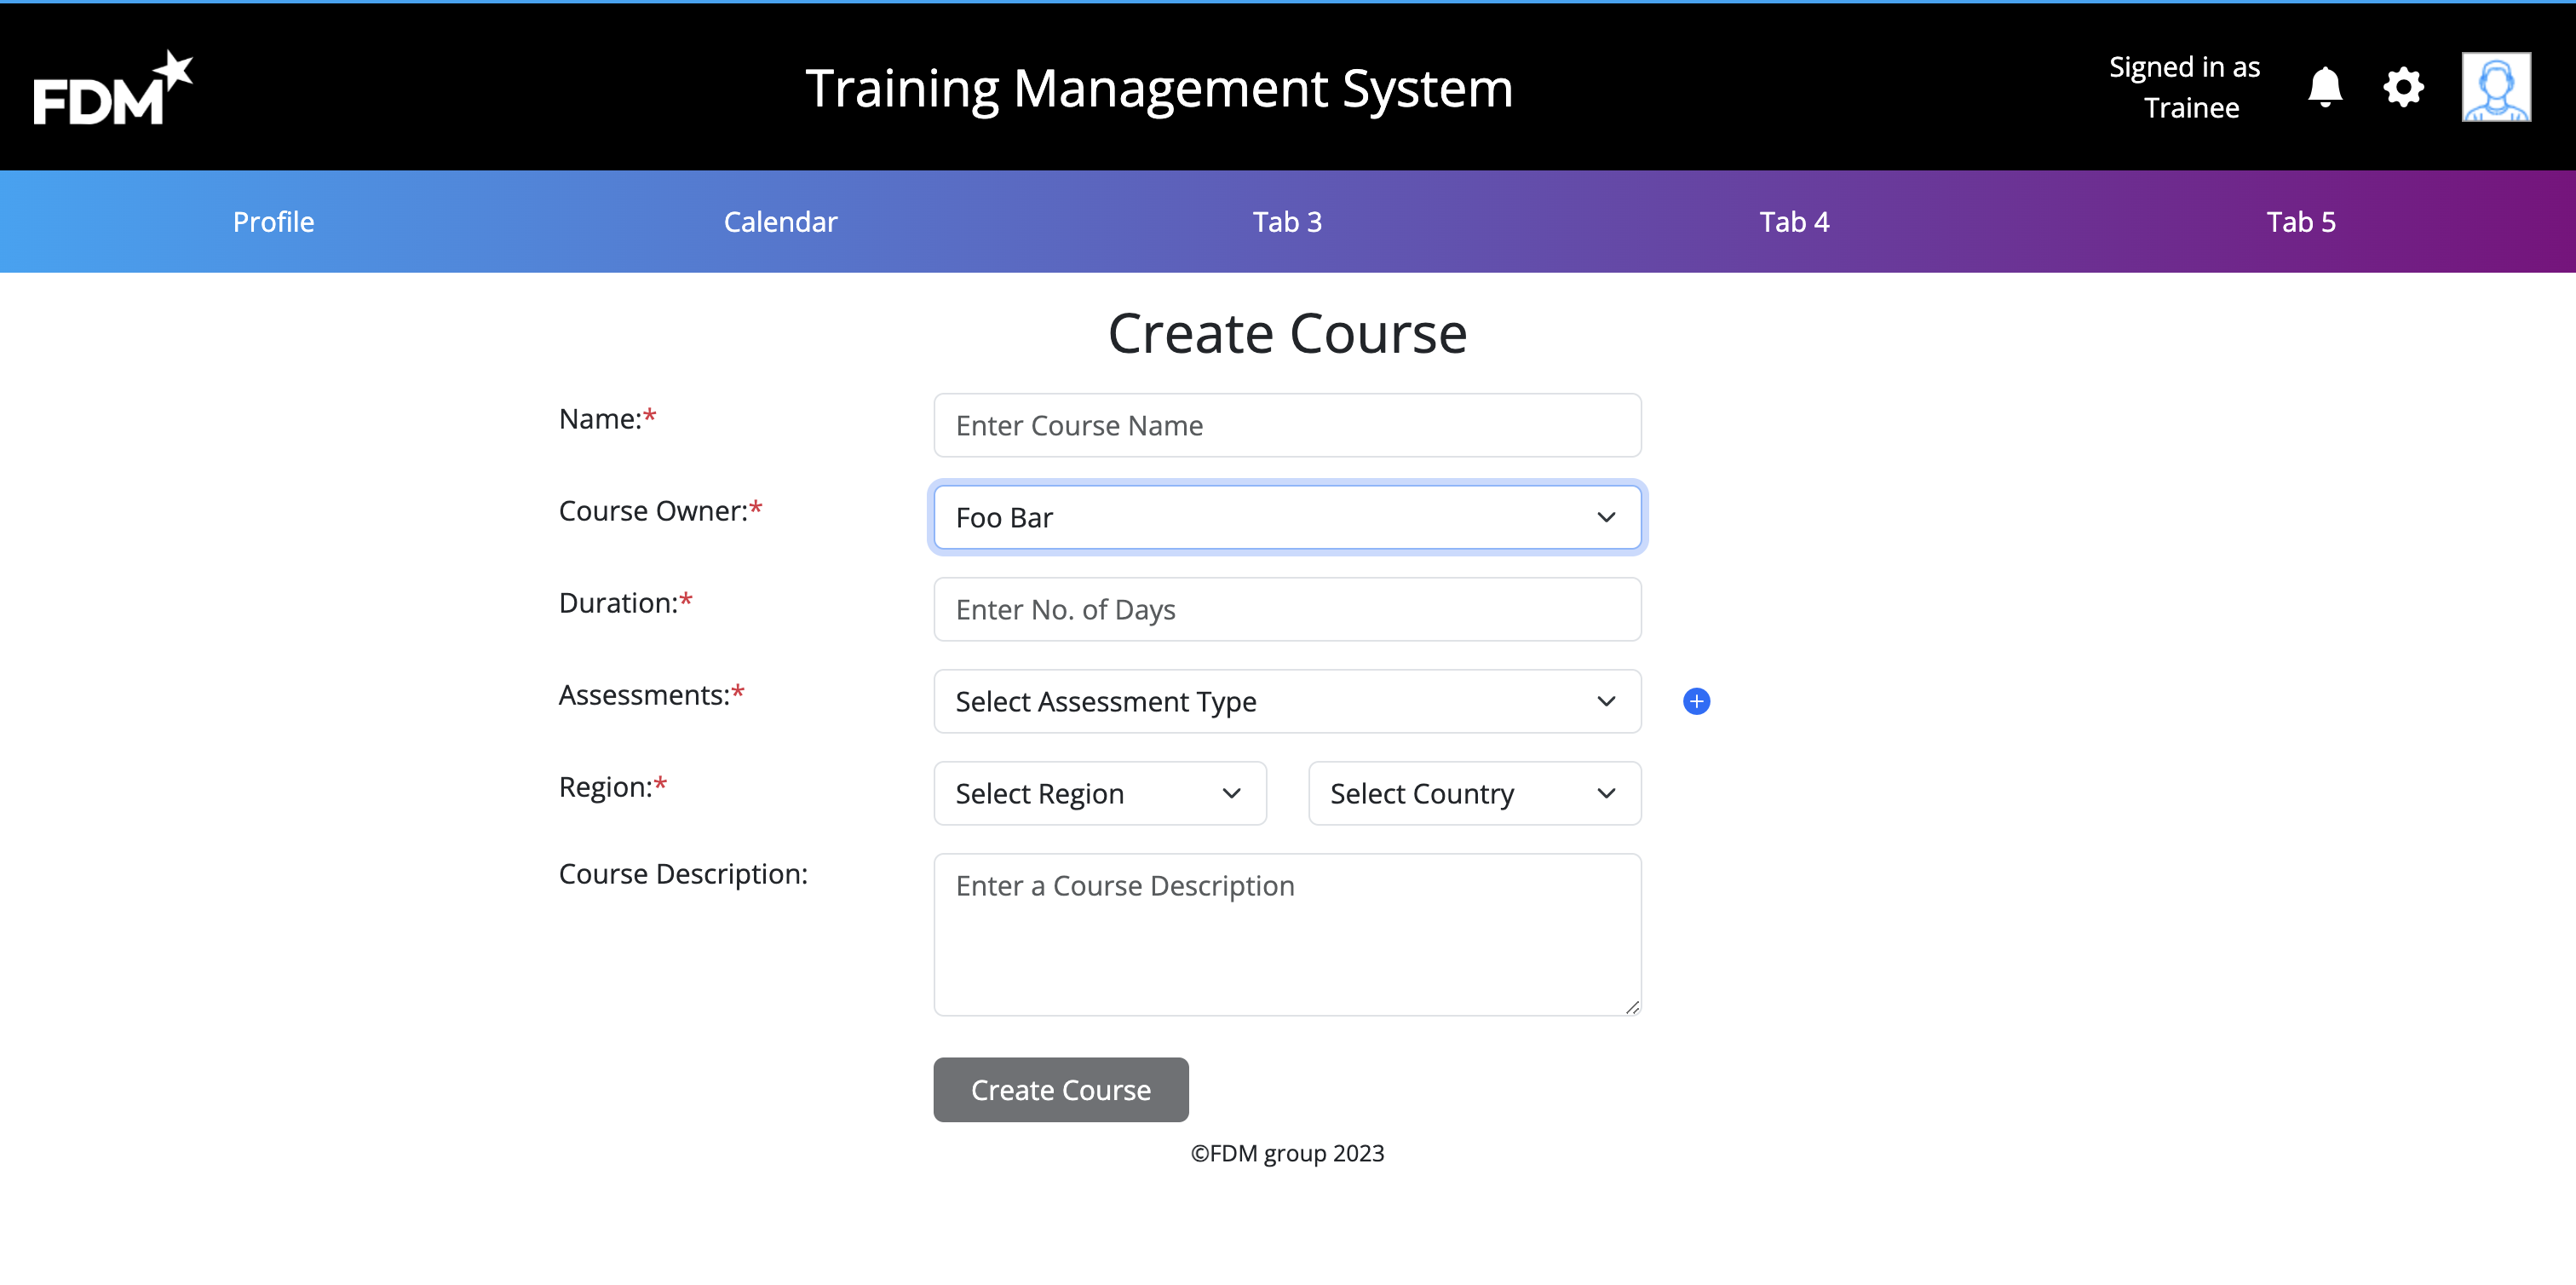 FDM
Training Management System
Signed in as
Trainee
Profile
Calendar
Tab 3
Tab 4
Tab 5
Create Course
Name:*
Enter Course Name
Course Owner:*
Foo Bar
Duration:*
Enter No. of Days
Assessments:*
Select Assessment Type
Region:*
Select Region
Select Country
Course Description:
Enter a Course Description
Create Course
©FDM group 2023